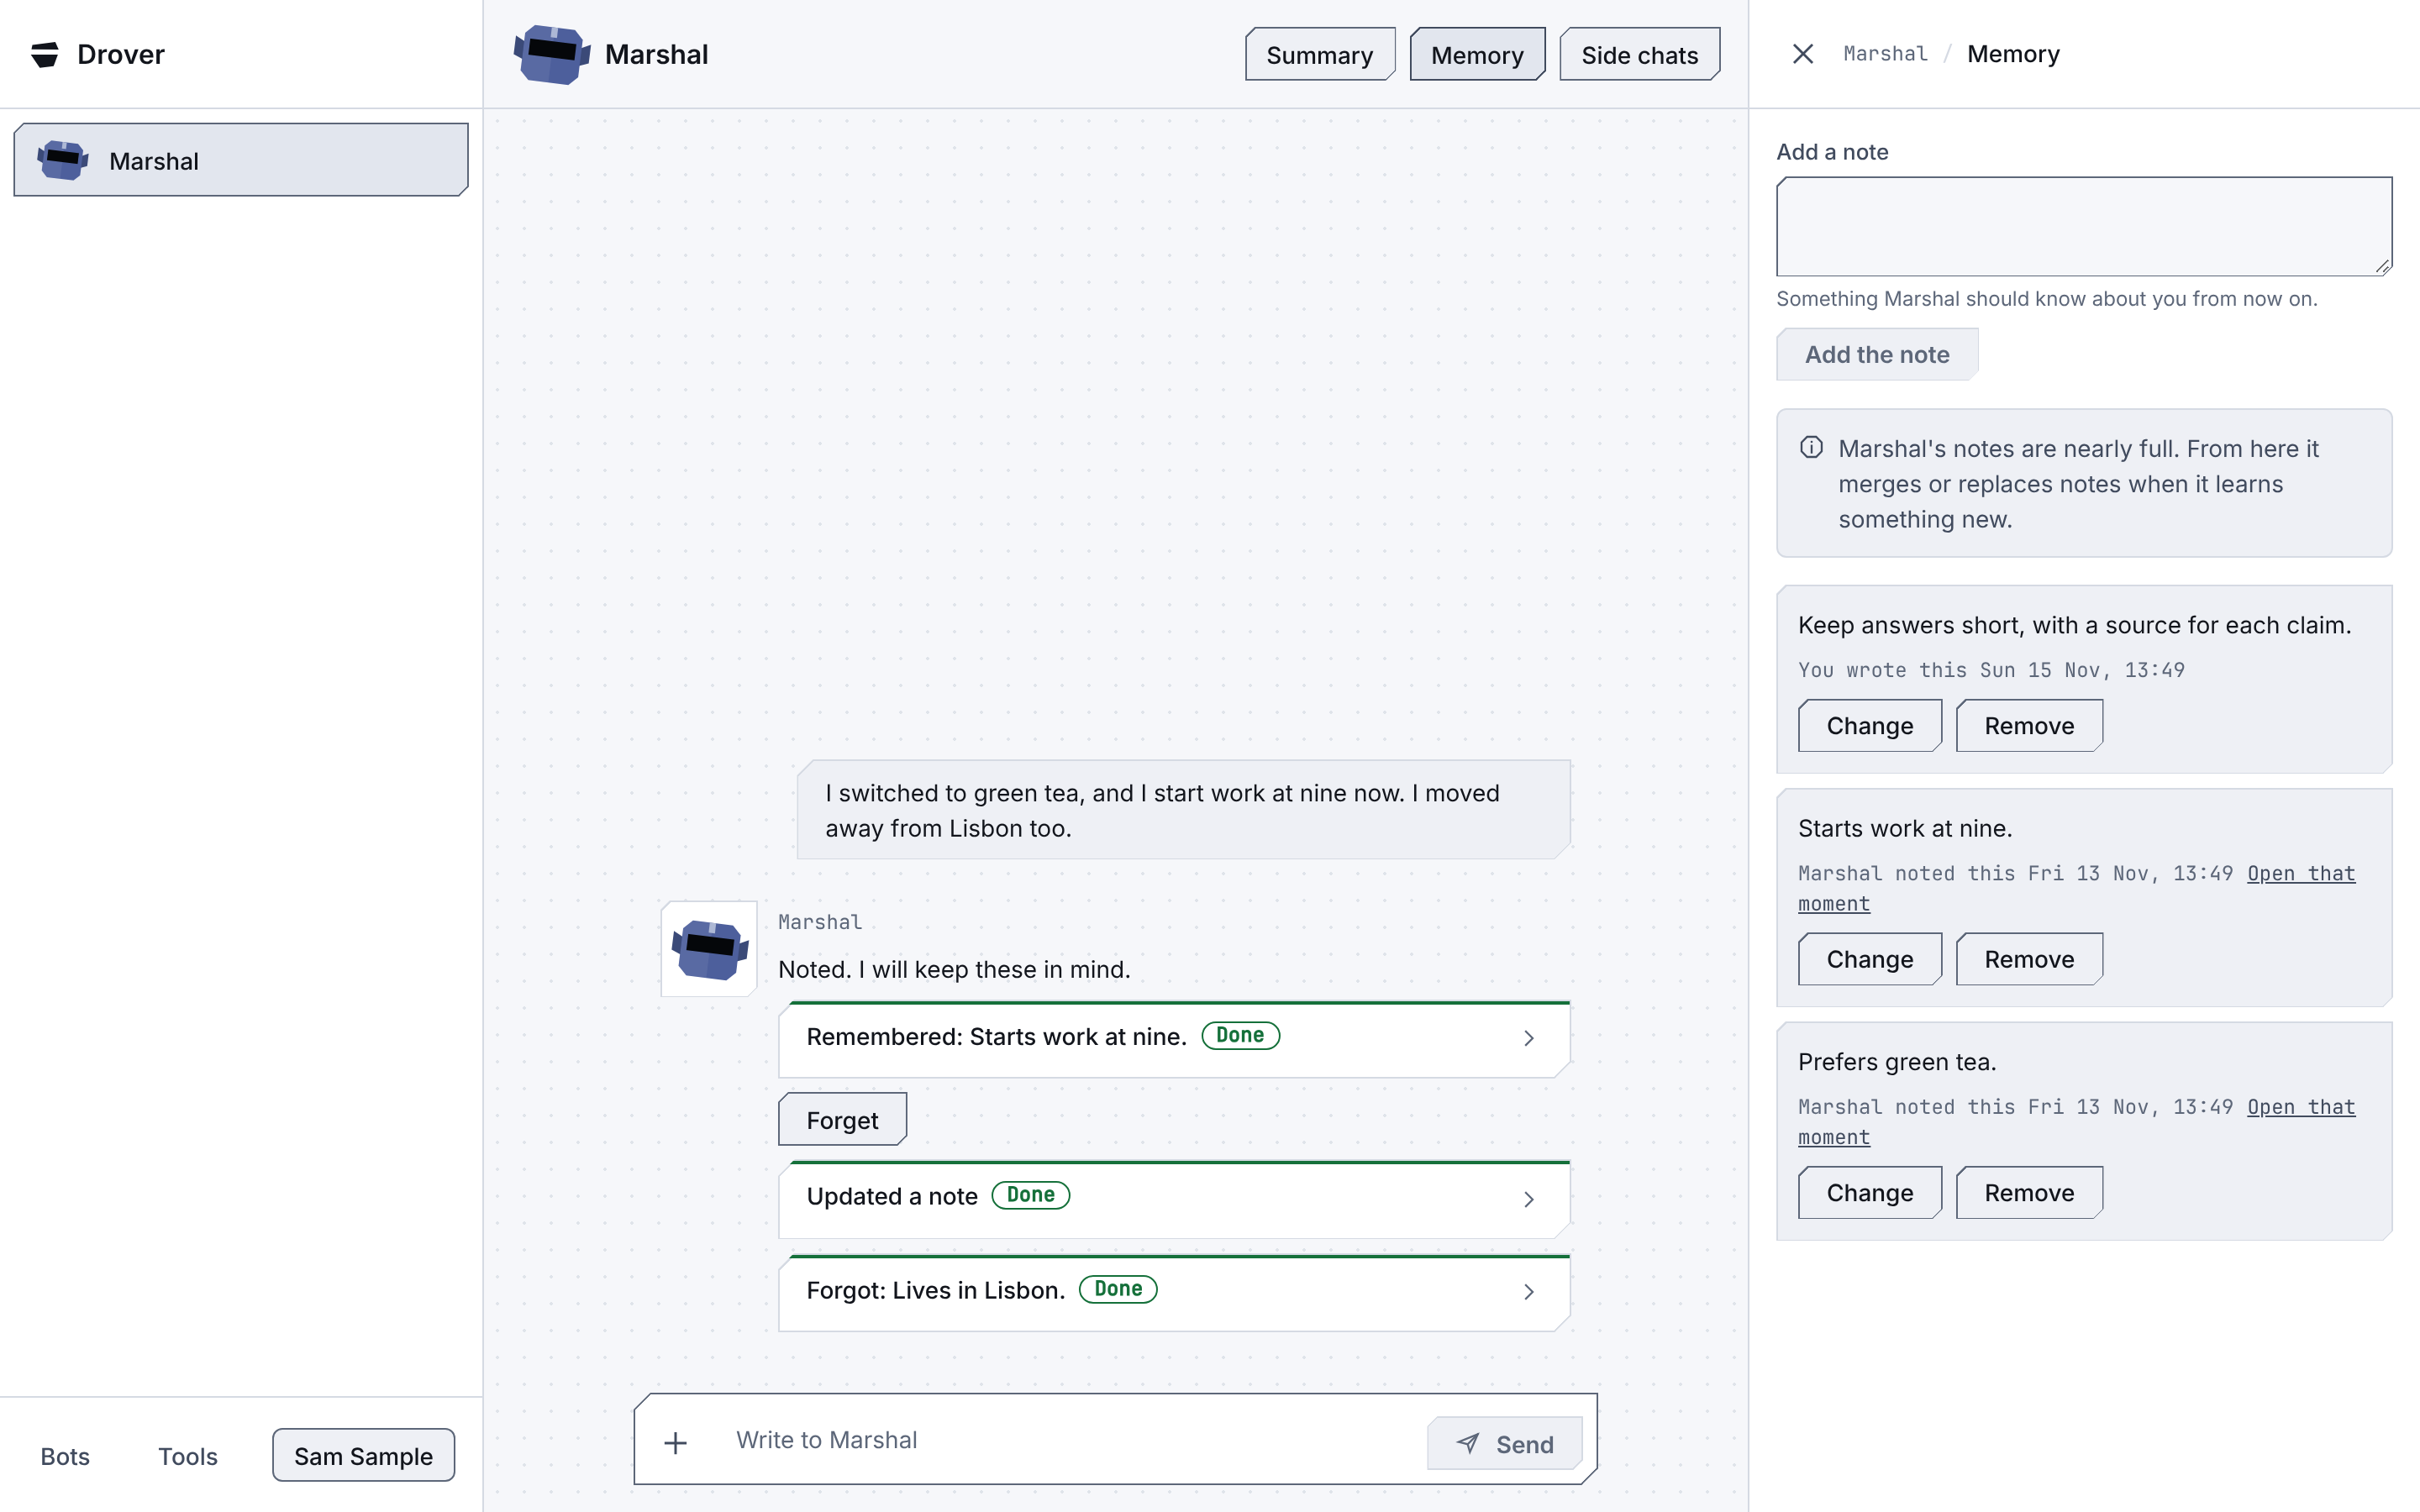 Drover
Marshal
Bots
Tools
Sam Sample
Marshal
Summary
Memory
Side chats
I switched to green tea, and I start work at nine now. I moved
away from Lisbon too.
Marshal
Noted. I will keep these in mind.
Remembered: Starts work at nine. Done
Forget
Updated a note Done
Forgot: Lives in Lisbon. Done
Write to Marshal
Send
Marshal / Memory
Add a note
Something Marshal should know about you from now on.
Add the note
Marshal's notes are nearly full. From here it
merges or replaces notes when it learns
something new.
Keep answers short, with a source for each claim.
You wrote this Sun 15 Nov, 13:49
Change
Remove
Starts work at nine.
Marshal noted this Fri 13 Nov, 13:49 Open that
moment
Change
Remove
Prefers green tea.
Marshal noted this Fri 13 Nov, 13:49 Open that
moment
Change
Remove